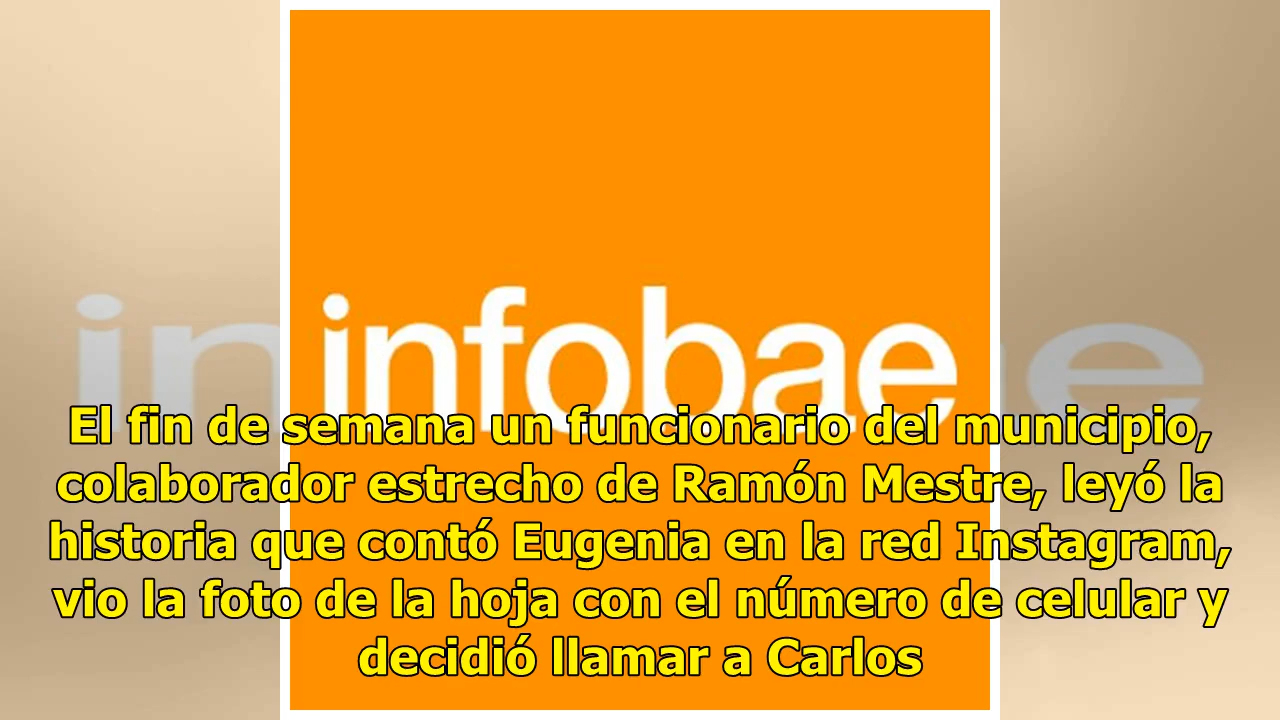 infobae
El fin de semana un funcionario del municipio,
colaborador estrecho de Ramón Mestre, leyó la
historia que contó Eugenia en la red Instagram,
vio la foto de la hoja con el número de celular y
decidió llamar a Carlos